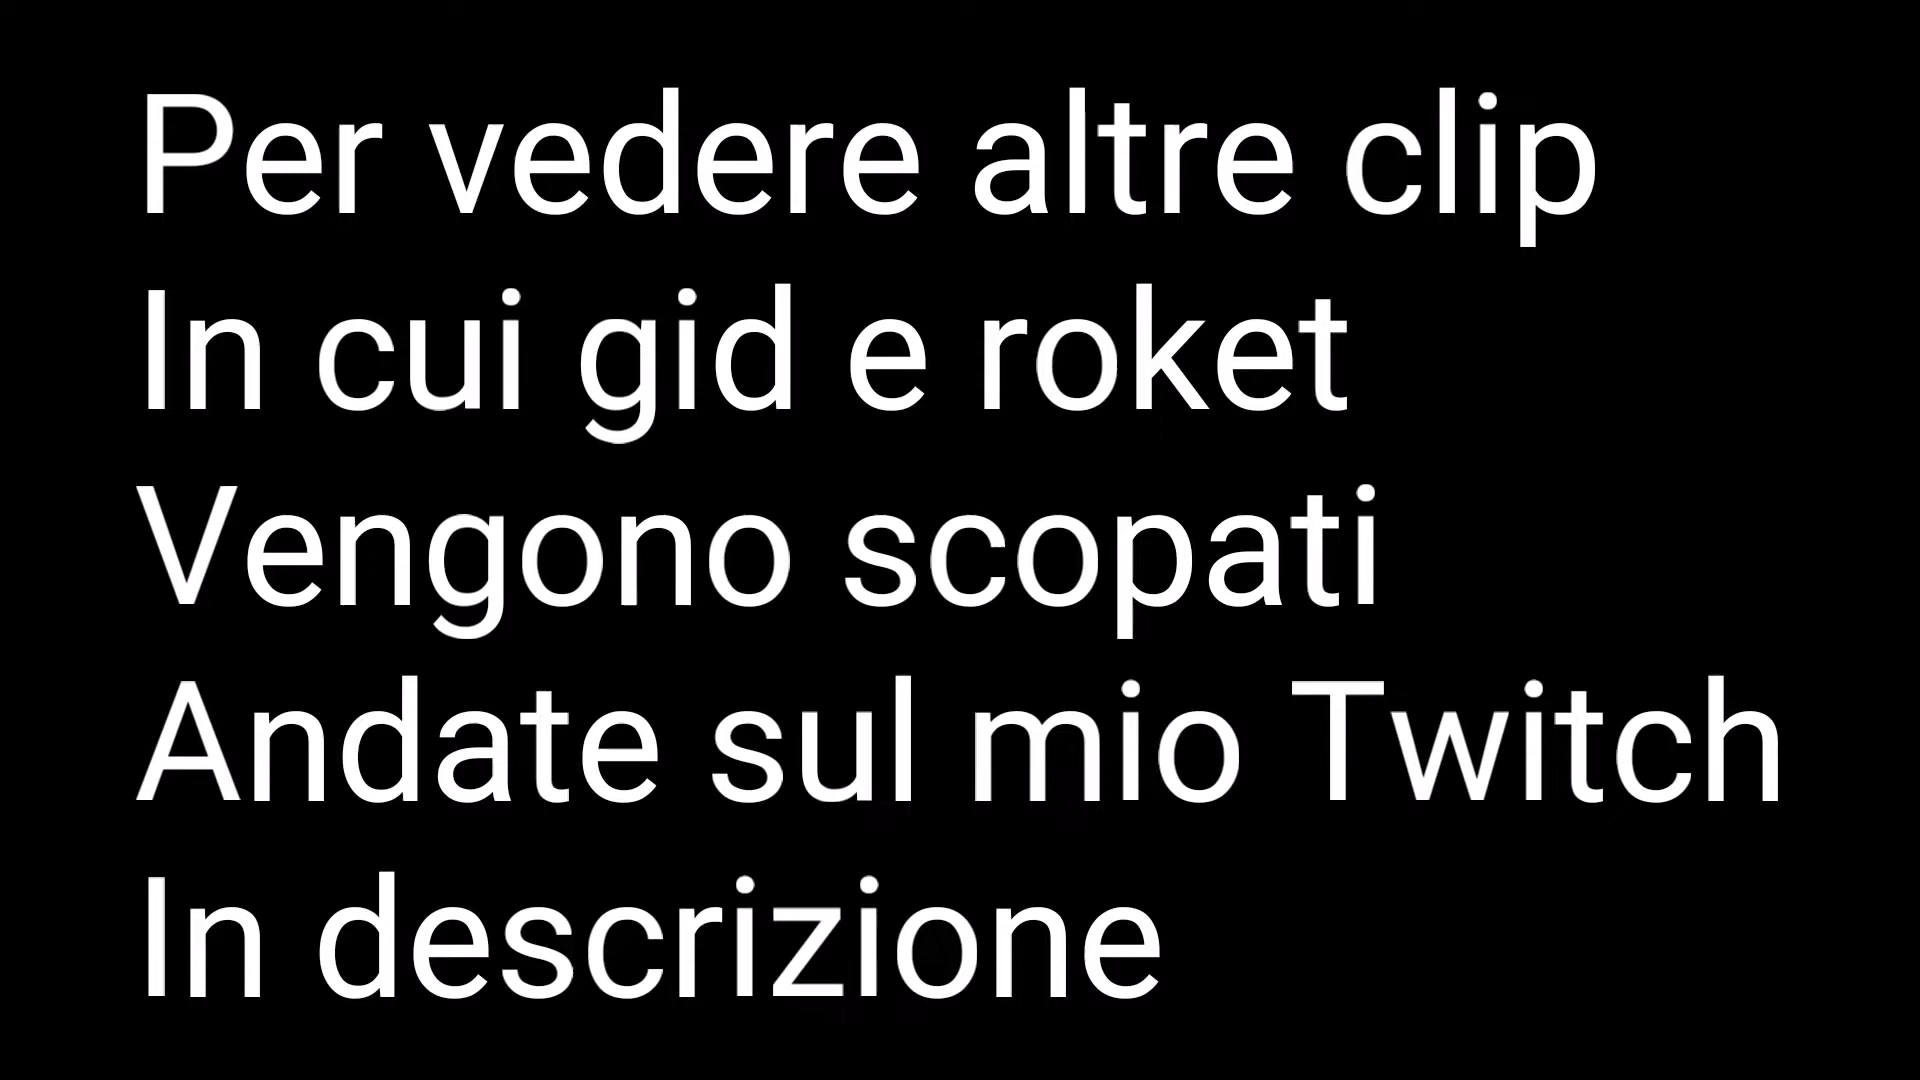 Per vedere altre clip
In cui gid e roket
Vengono scopati
Andate sul mio Twitch
In descrizione